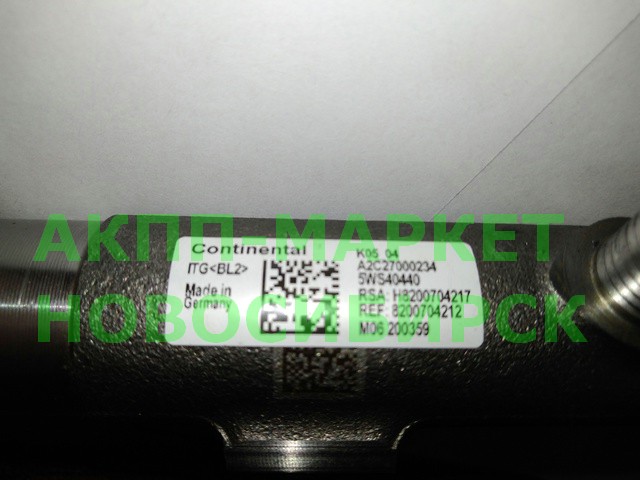 АКПП-МАРКЕТ
НОВОСИБИРСК
Continental
ITG<BL2>
Made in
Germany
K05 04
A2C27000234
5WS40440
RSA: H8200704217
REF: 8200704212
M06 200359